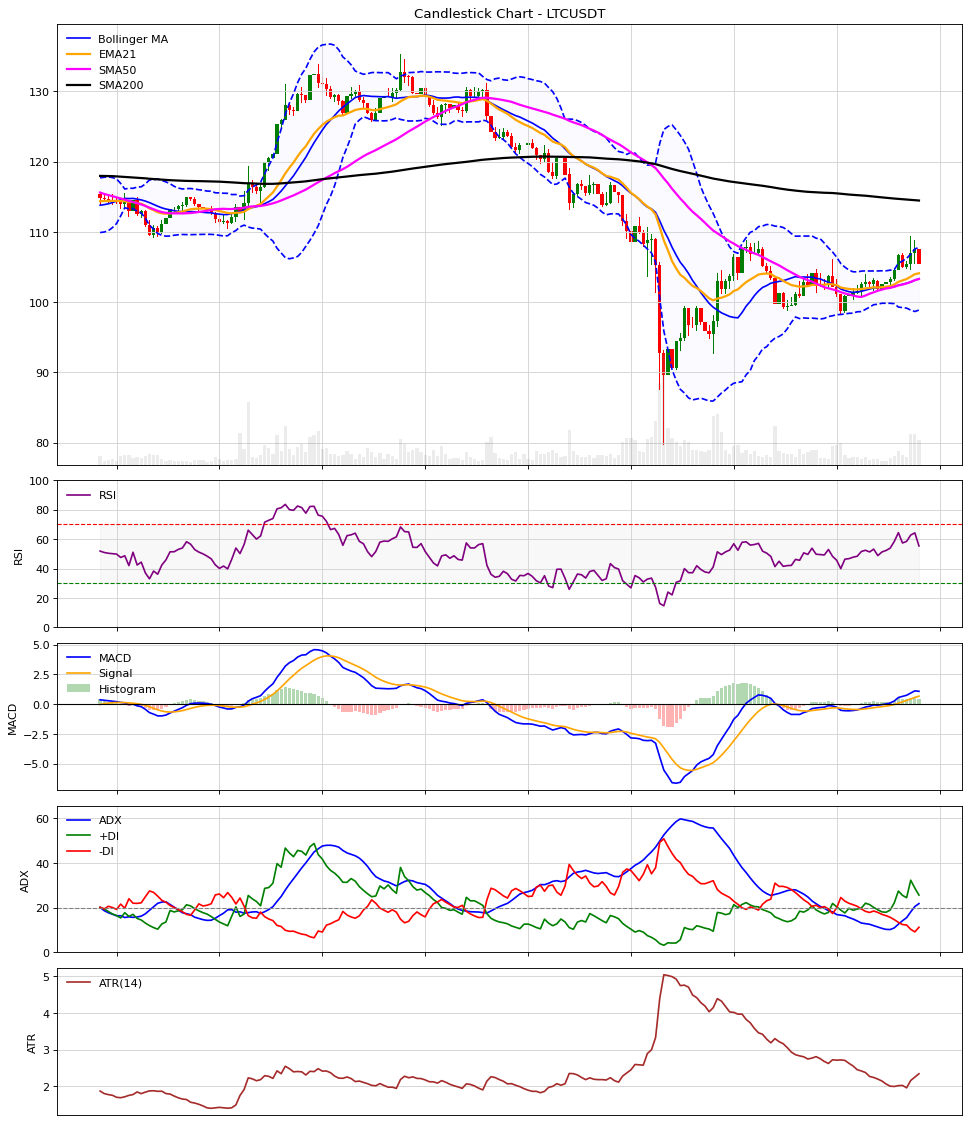 Candlestick Chart - LTCUSDT
Bollinger MA
EMA21
SMA50
SMA200
130
120
110
100
90
80
100
80
60
40
20
0
RSI
RSI
5.0
2.5
0.0
−2.5
−5.0
MACD
MACD
Signal
Histogram
60
40
20
0
ADX
ADX
+DI
-DI
5
4
3
2
ATR
ATR(14)